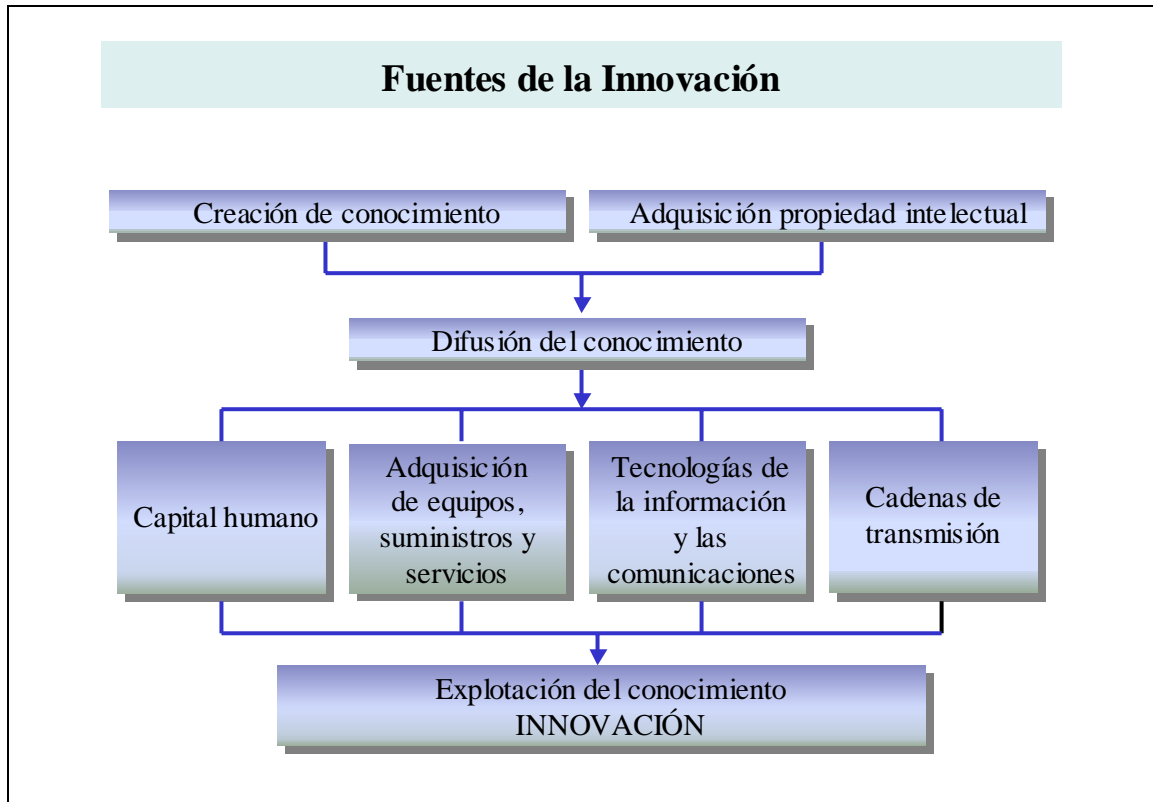 Fuentes de la Innovación
Creación de conocimiento
Adquisición propiedad intelectual
Difusión del conocimiento
Capital humano
Adquisición
de equipos,
suministros y
servicios
Tecnologías de
la información
y las
comunicaciones
Cadenas de
transmisión
Explotación del conocimiento
INNOVACIÓN